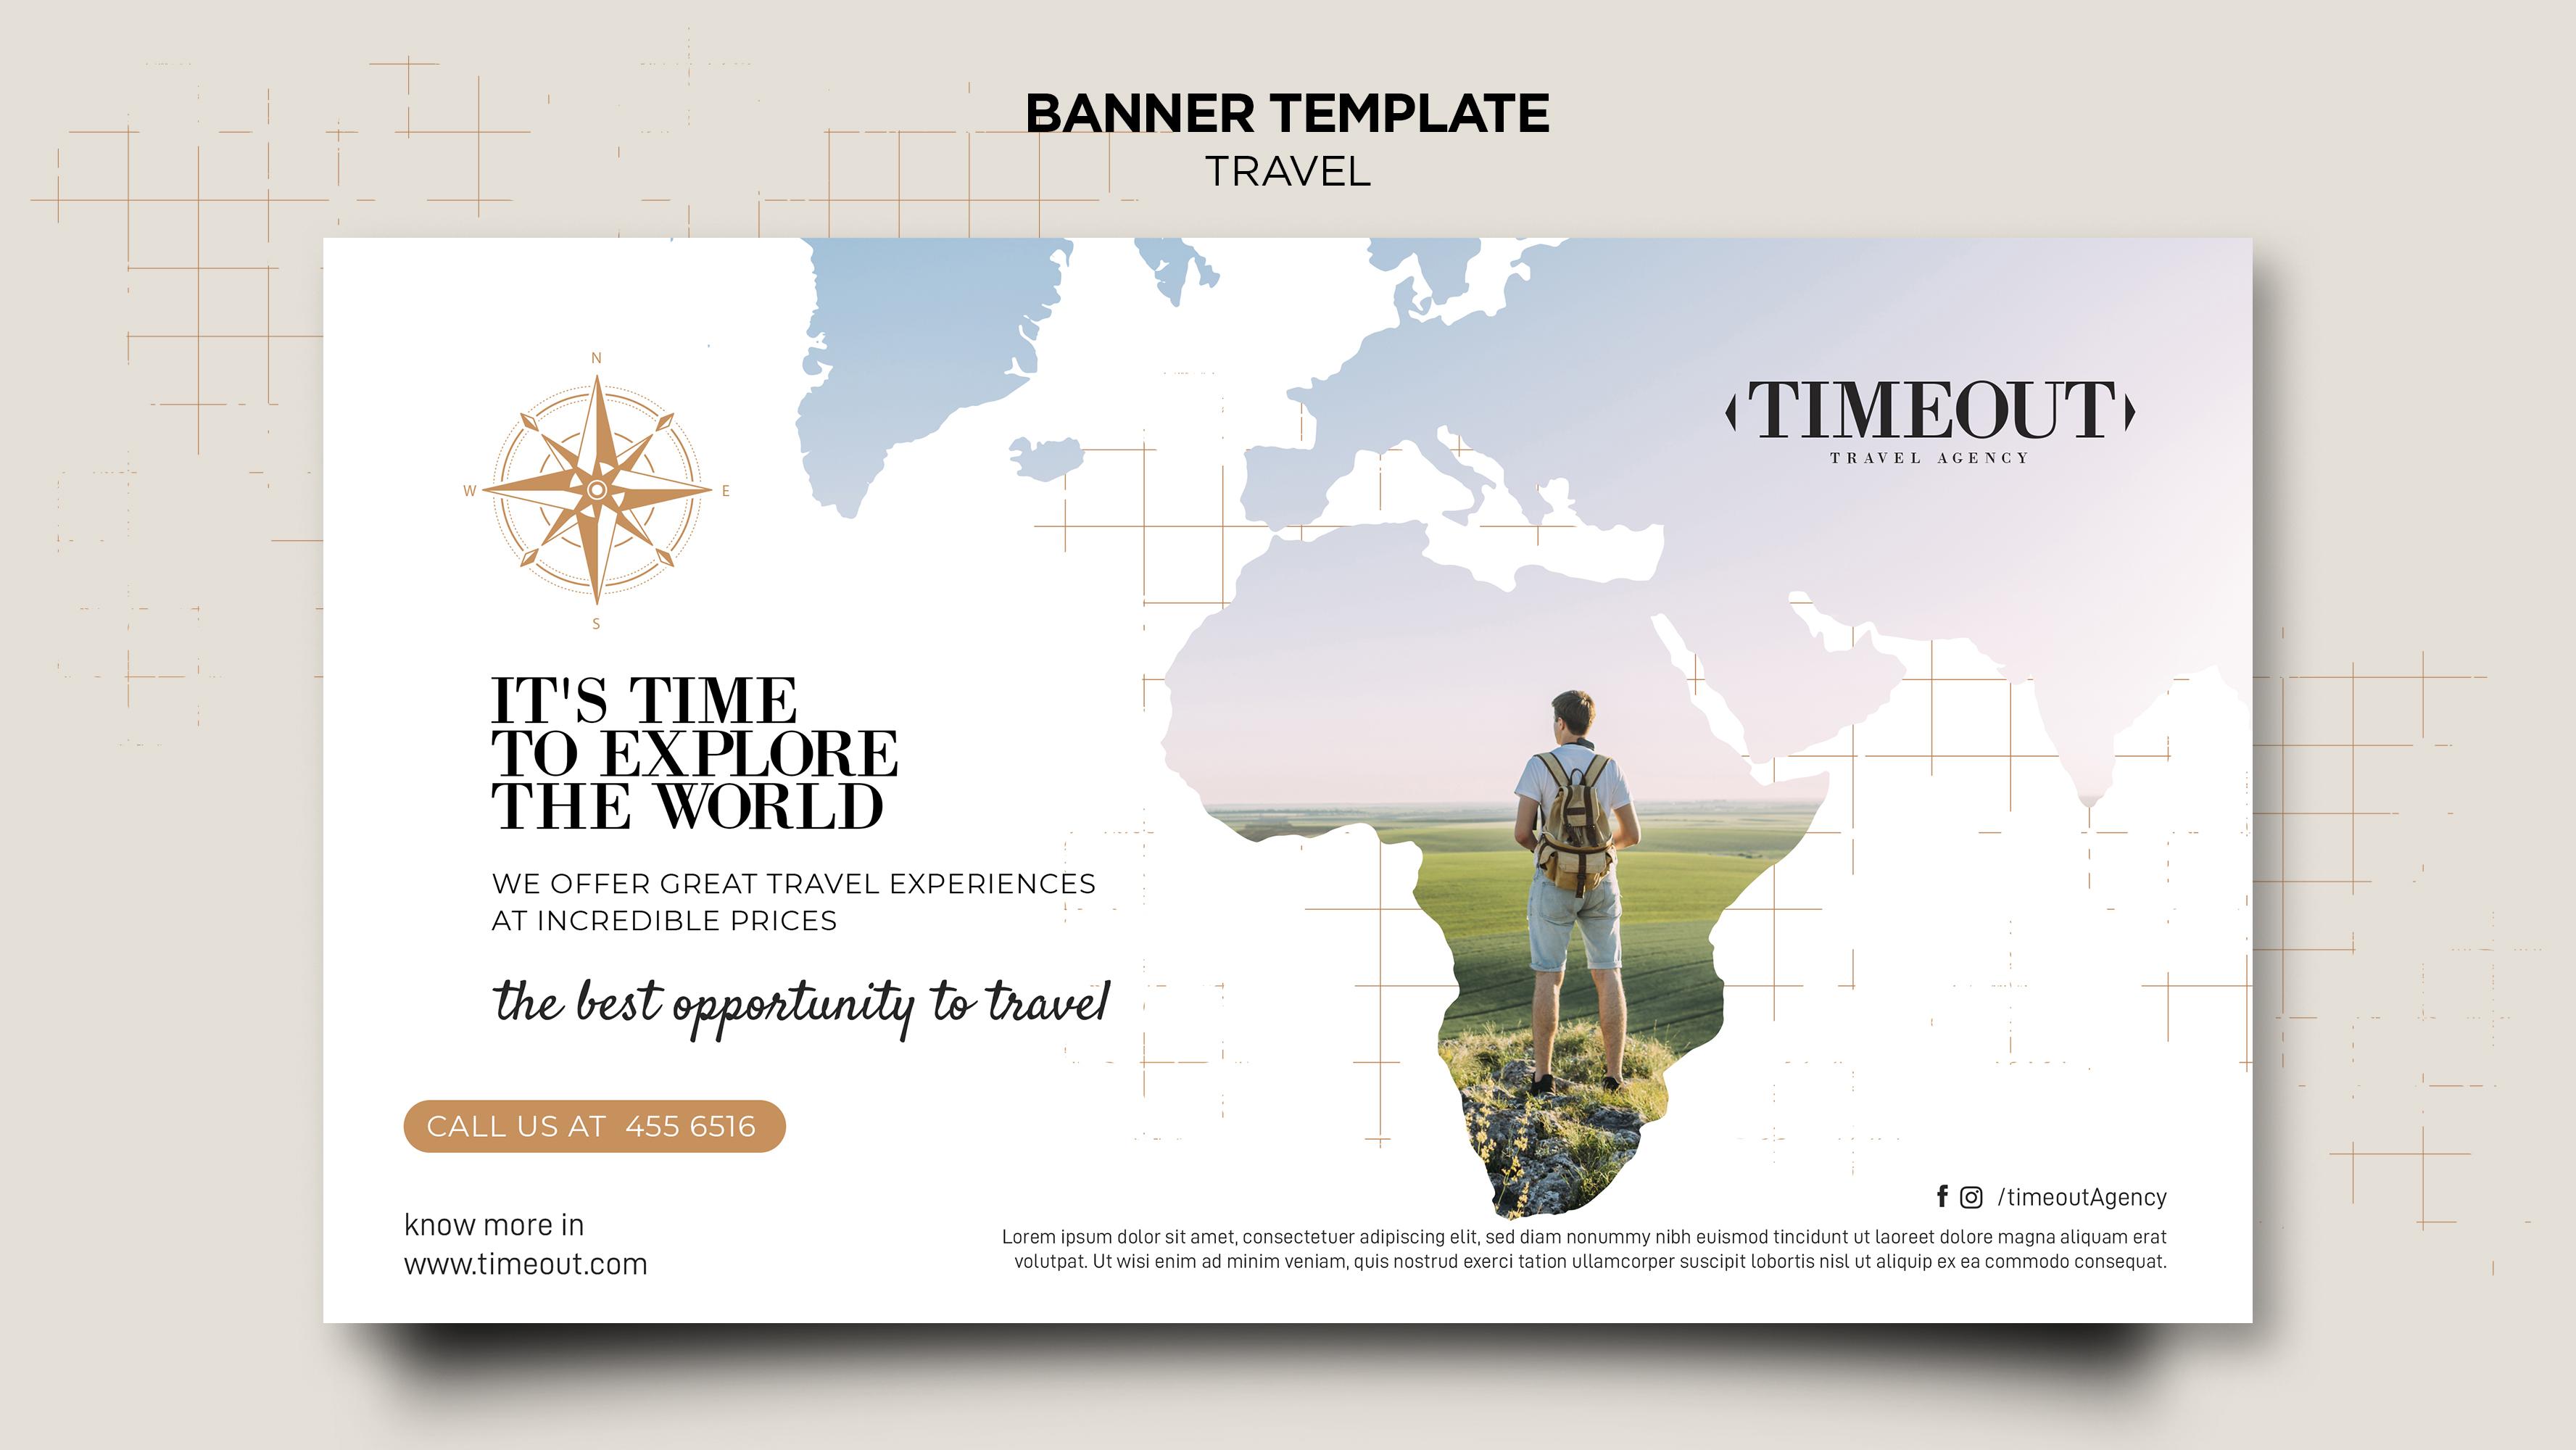 BANNER TEMPLATE
TRAVEL
N
W
E
S
TIMEOUT
TRAVEL AGENCY
IT'S TIME
TO EXPLORE
THE WORLD
WE OFFER GREAT TRAVEL EXPERIENCES
AT INCREDIBLE PRICES
the best opportunity to travel
CALL US AT 455 6516
know more in
www.timeout.com
/timeoutAgency
Lorem ipsum dolor sit amet, consectetuer adipiscing elit, sed diam nonummy nibh euismod tincidunt ut laoreet dolore magna aliquam erat
volutpat. Ut wisi enim ad minim veniam, quis nostrud exerci tation ullamcorper suscipit lobortis nisl ut aliquip ex ea commodo consequat.